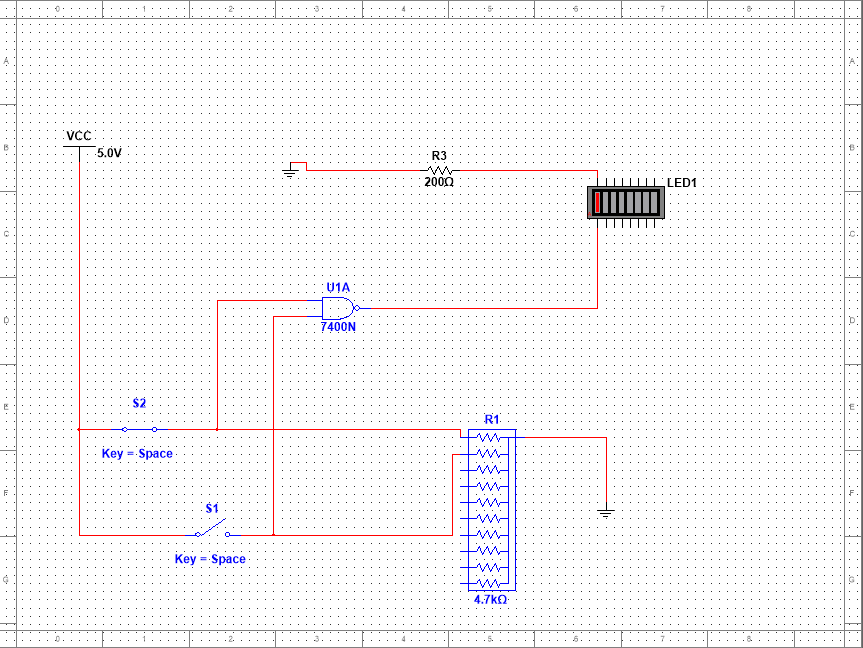 0 1 2 3 4 5 6 7 8
A A
VCC
5.0V
B B
R3
200Ω
LED1
C C
U1A
7400N
D D
S2
Key = Space
E E
R1
F F
S1
Key = Space
G G
4.7kΩ
0 1 2 3 4 5 6 7 8